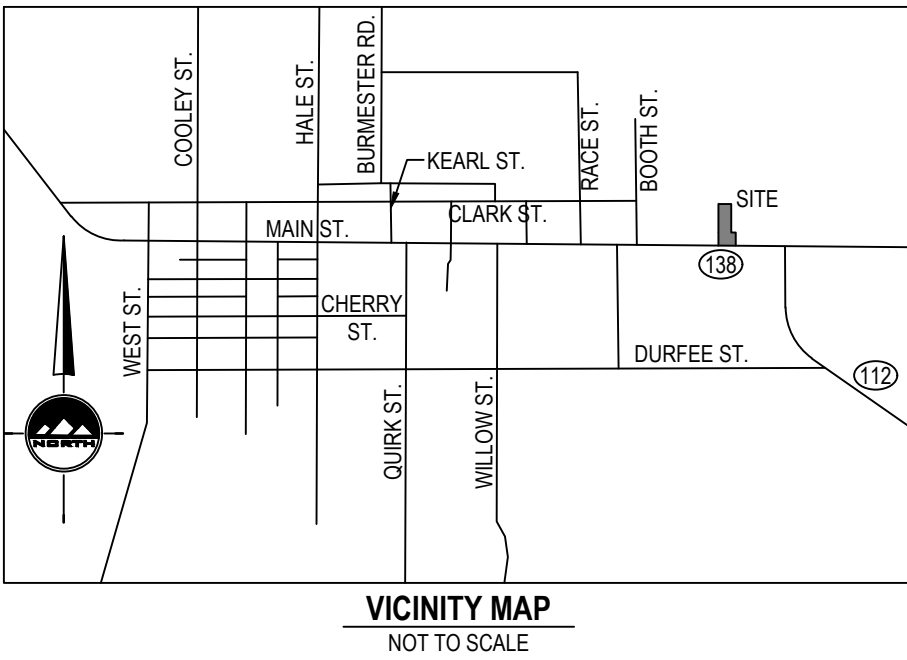 COOLEY ST.
HALE ST.
BURMESTER RD.
KEARL ST.
RACE ST.
BOOTH ST.
SITE
CLARK ST.
MAIN ST.
138
WEST ST.
CHERRY
ST.
DURFEE ST.
112
QUIRK ST.
WILLOW ST.
NORTH
VICINITY MAP
NOT TO SCALE